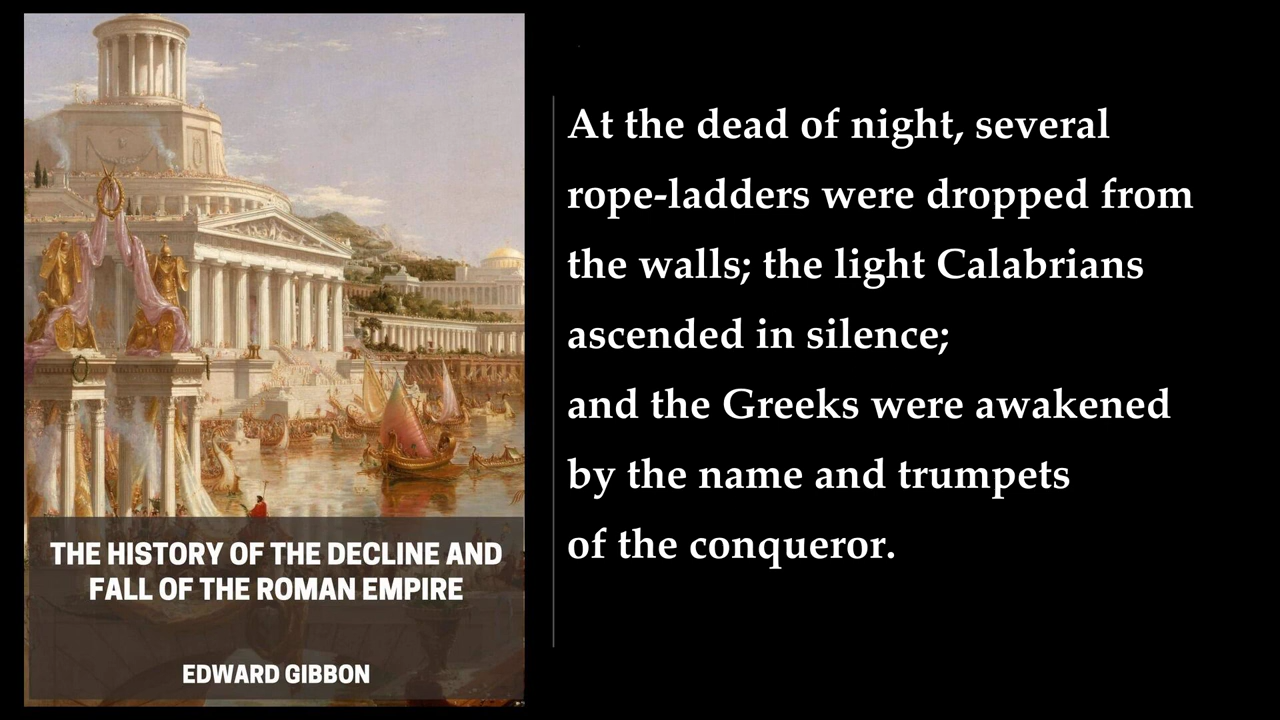 THE HISTORY OF THE DECLINE AND
FALL OF THE ROMAN EMPIRE
EDWARD GIBBON
At the dead of night, several
rope-ladders were dropped from
the walls; the light Calabrians
ascended in silence;
and the Greeks were awakened
by the name and trumpets
of the conqueror.